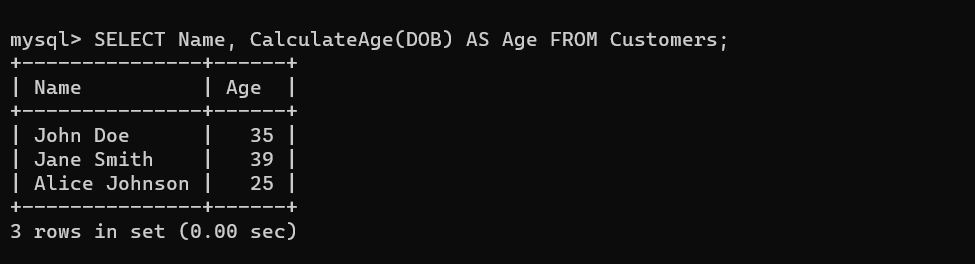 mysql> SELECT Name, CalculateAge(DOB) AS Age FROM Customers;
+---------------+------+
| Name          | Age  |
+---------------+------+
| John Doe      |   35 |
| Jane Smith    |   39 |
| Alice Johnson |   25 |
+---------------+------+
3 rows in set (0.00 sec)